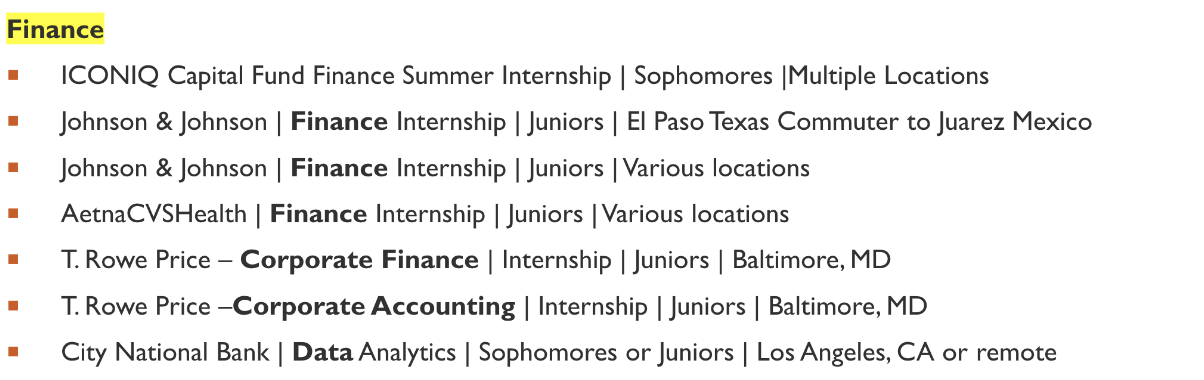 Finance
▪ ICONIQ Capital Fund Finance Summer Internship | Sophomores |Multiple Locations
▪ Johnson & Johnson | Finance Internship | Juniors | El Paso Texas Commuter to Juarez Mexico
▪ Johnson & Johnson | Finance Internship | Juniors | Various locations
▪ AetnaCVSHealth | Finance Internship | Juniors | Various locations
▪ T. Rowe Price – Corporate Finance | Internship | Juniors | Baltimore, MD
▪ T. Rowe Price –Corporate Accounting | Internship | Juniors | Baltimore, MD
▪ City National Bank | Data Analytics | Sophomores or Juniors | Los Angeles, CA or remote